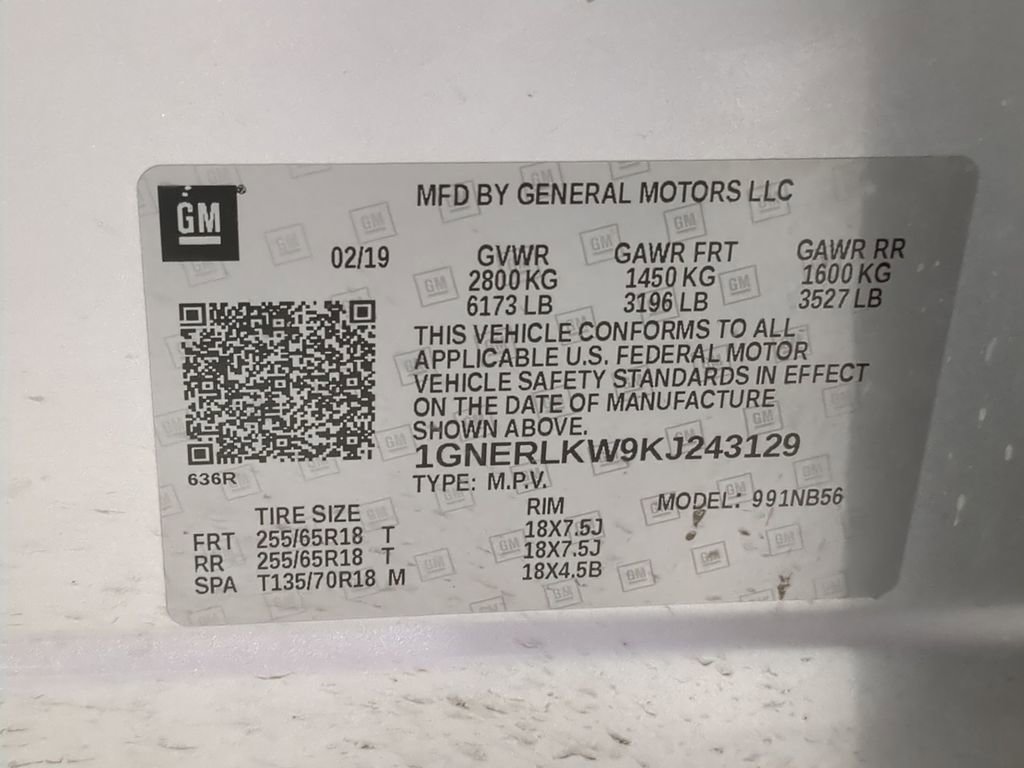 GM
MFD BY GENERAL MOTORS LLC
02/19 GVWR GAWR FRT GAWR RR
2800 KG 1450 KG 1600 KG
6173 LB 3196 LB 3527 LB
THIS VEHICLE CONFORMS TO ALL
APPLICABLE U.S. FEDERAL MOTOR
VEHICLE SAFETY STANDARDS IN EFFECT
ON THE DATE OF MANUFACTURE
SHOWN ABOVE.
1GNERLKW9KJ243129
636R
TYPE: M.P.V. MODEL: 991NB56
TIRE SIZE RIM
FRT 255/65R18 T 18X7.5J
RR 255/65R18 T 18X7.5J
SPA T135/70R18 M 18X4.5B